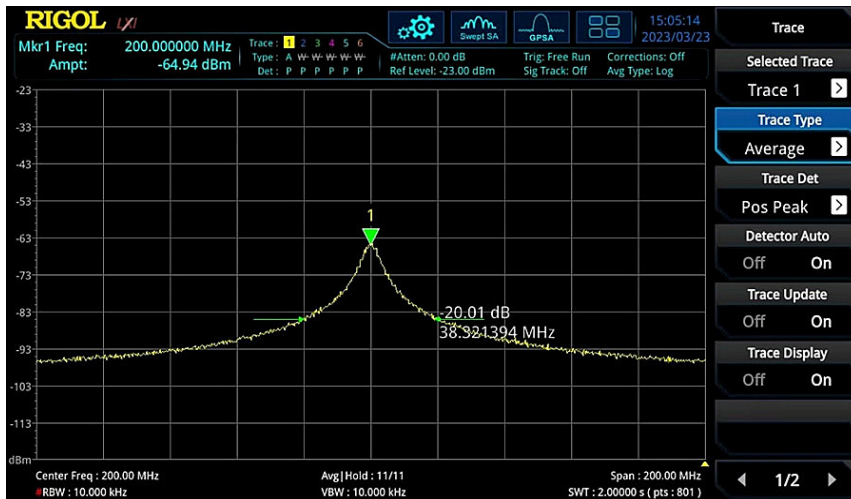 RIGOL LXI
Mkr1 Freq: 200.000000 MHz
Ampt: -64.94 dBm
Trace: 1 2 3 4 5 6
Type: A W W W W W
Det: P P P P P P
Swept SA
GPSA
15:05:14
2023/03/23
#Atten: 0.00 dB
Ref Level: -23.00 dBm
Trig: Free Run
Sig Track: Off
Corrections: Off
Avg Type: Log
-23
-33
-43
-53
-63
-73
-83
-93
-103
-113
dBm
1
-20.01 dB
38.321394 MHz
Center Freq : 200.00 MHz
#RBW : 10.000 kHz
Avg|Hold : 11/11
VBW : 10.000 kHz
Span : 200.00 MHz
SWT : 2.00000 s ( pts : 801 )
Trace
Selected Trace
Trace 1
Trace Type
Average
Trace Det
Pos Peak
Detector Auto
Off On
Trace Update
Off On
Trace Display
Off On
1/2